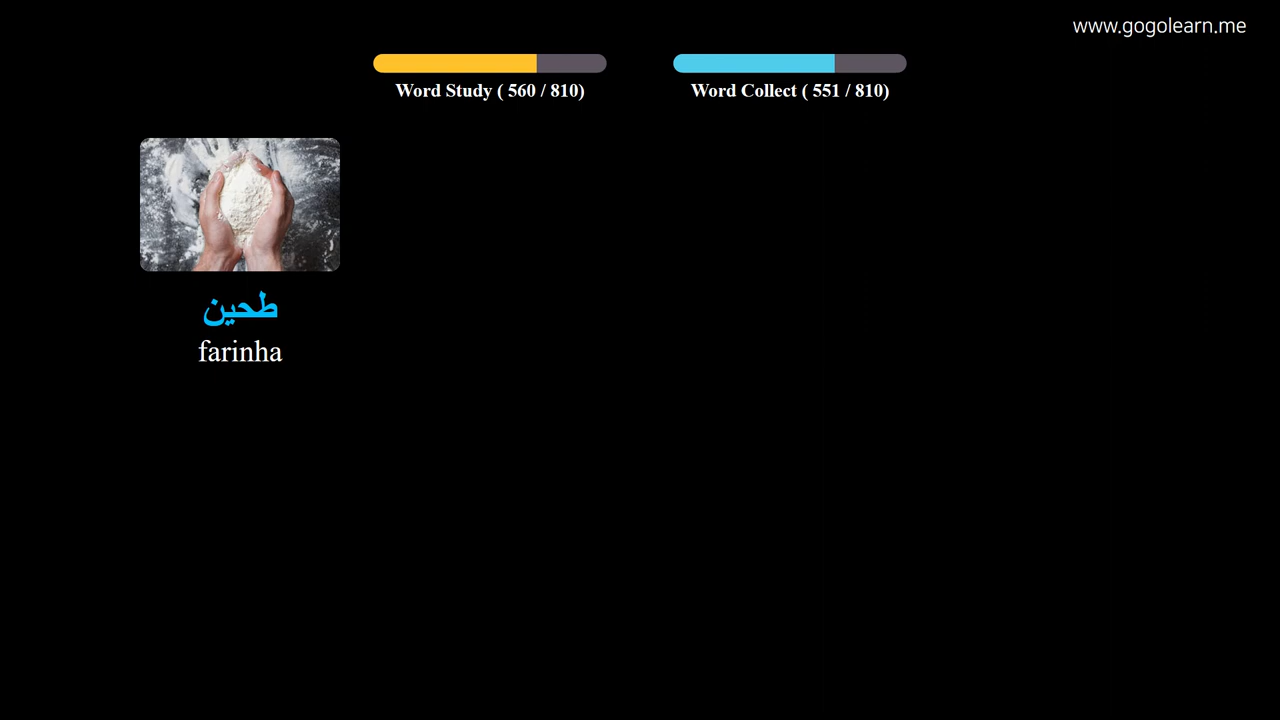 www.gogolearn.me
Word Study ( 560 / 810)
Word Collect ( 551 / 810)
طحين
farinha